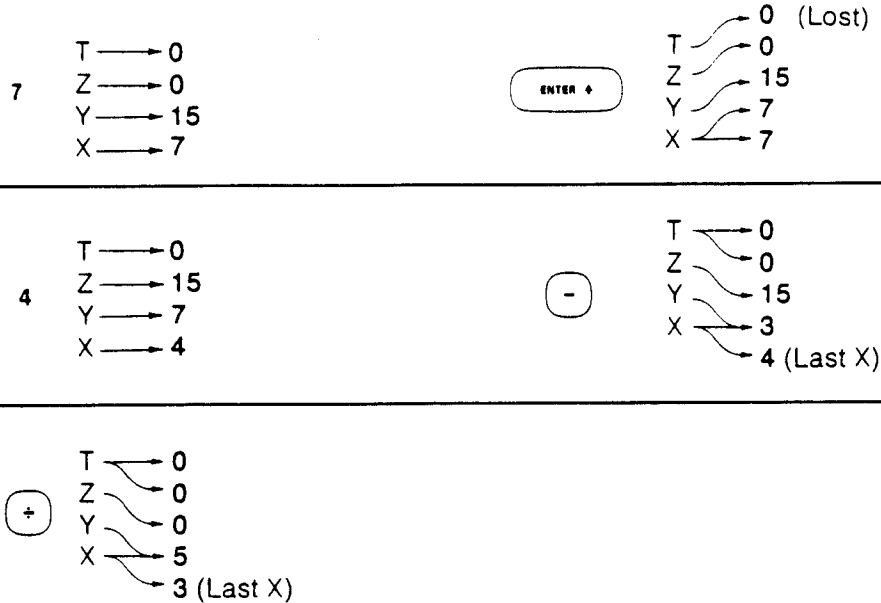 7
T 0
Z 0
Y 15
X 7
ENTER
0 (Lost)
T 0
Z 15
Y 7
X 7
4
T 0
Z 15
Y 7
X 4
-
T 0
Z 0
Y 15
X 3
4 (Last X)
÷
T 0
Z 0
Y 0
X 5
3 (Last X)